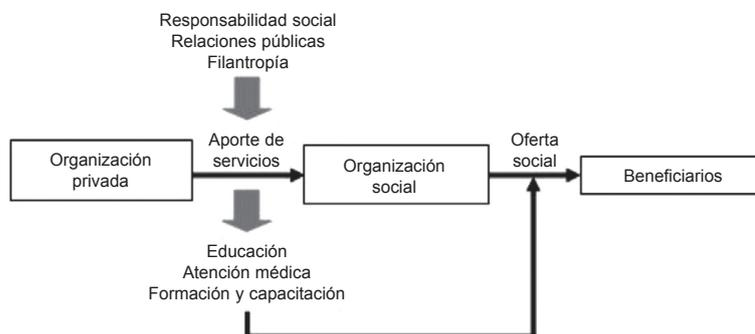 Responsabilidad social
Relaciones públicas
Filantropía
Organización
privada
Aporte de
servicios
Organización
social
Oferta
social
Beneficiarios
Educación
Atención médica
Formación y capacitación